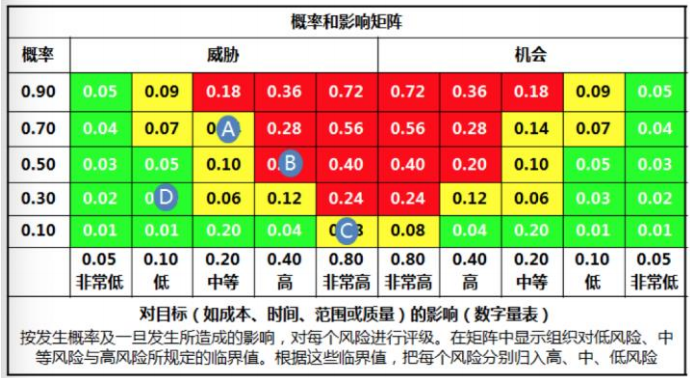 概率和影响矩阵
概率 威胁 机会
0.90 0.05 0.09 0.18 0.36 0.72 0.72 0.36 0.18 0.09 0.05
0.70 0.04 0.07 A 0.28 0.56 0.56 0.28 0.14 0.07 0.04
0.50 0.03 0.05 0.10 B 0.40 0.40 0.20 0.10 0.05 0.03
0.30 0.02 D 0.06 0.12 0.24 0.24 0.12 0.06 0.03 0.02
0.10 0.01 0.01 0.20 0.04 C 0.08 0.04 0.20 0.01 0.01
0.05 0.10 0.20 0.40 0.80 0.80 0.40 0.20 0.10 0.05
非常低 低 中等 高 非常高 非常高 高 中等 低 非常低
对目标（如成本、时间、范围或质量）的影响（数字量表）
按发生概率及一旦发生所造成的影响，对每个风险进行评级。在矩阵中显示组织对低风险、中
等风险与高风险所规定的临界值。根据这些临界值，把每个风险分别归入高、中、低风险